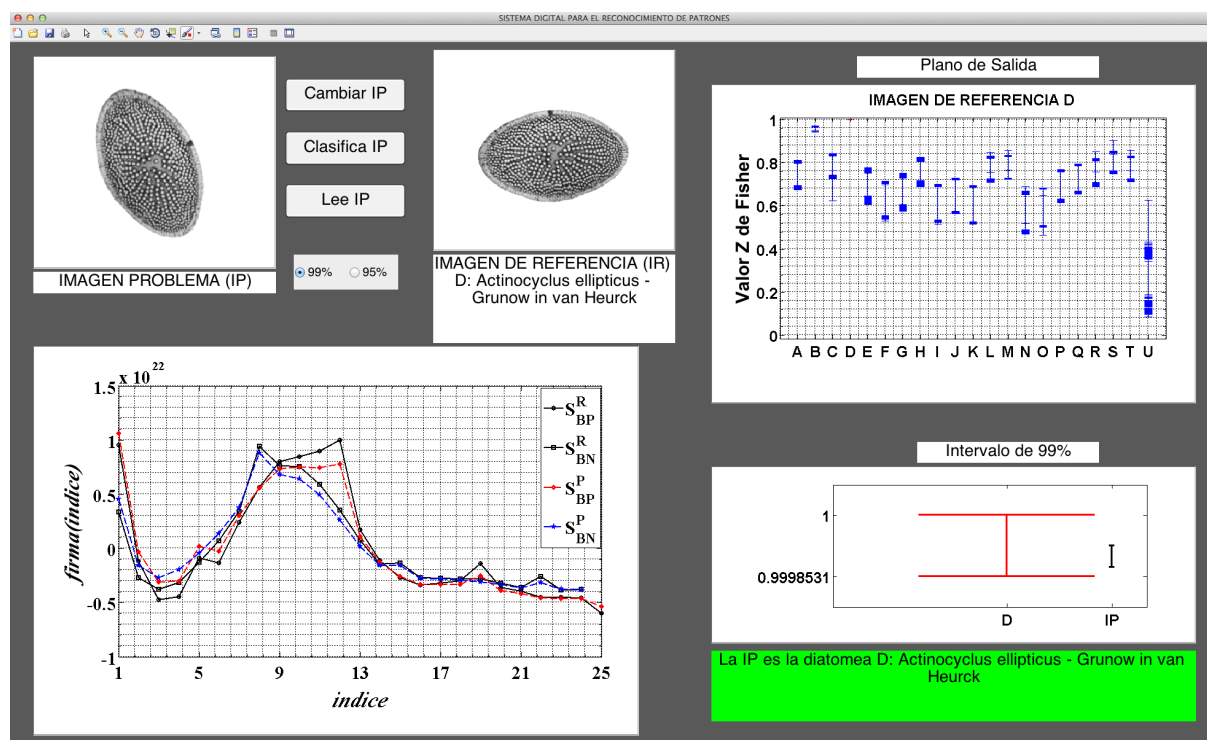 SISTEMA DIGITAL PARA EL RECONOCIMIENTO DE PATRONES
Cambiar IP
Clasifica IP
Lee IP
99% 95%
IMAGEN PROBLEMA (IP)
IMAGEN DE REFERENCIA (IR)
D: Actinocyclus ellipticus -
Grunow in van Heurck
Plano de Salida
IMAGEN DE REFERENCIA D
Valor Z de Fisher
1
0.8
0.6
0.4
0.2
0
A B C D E F G H I J K L M N O P Q R S T U
x 10^22
1.5
1
0.5
0
-0.5
-1
firma(indice)
1 5 9 13 17 21 25
indice
S^R_BP
S^R_BN
S^P_BP
S^P_BN
Intervalo de 99%
1
0.9998531
D IP
La IP es la diatomea D: Actinocyclus ellipticus - Grunow in van
Heurck